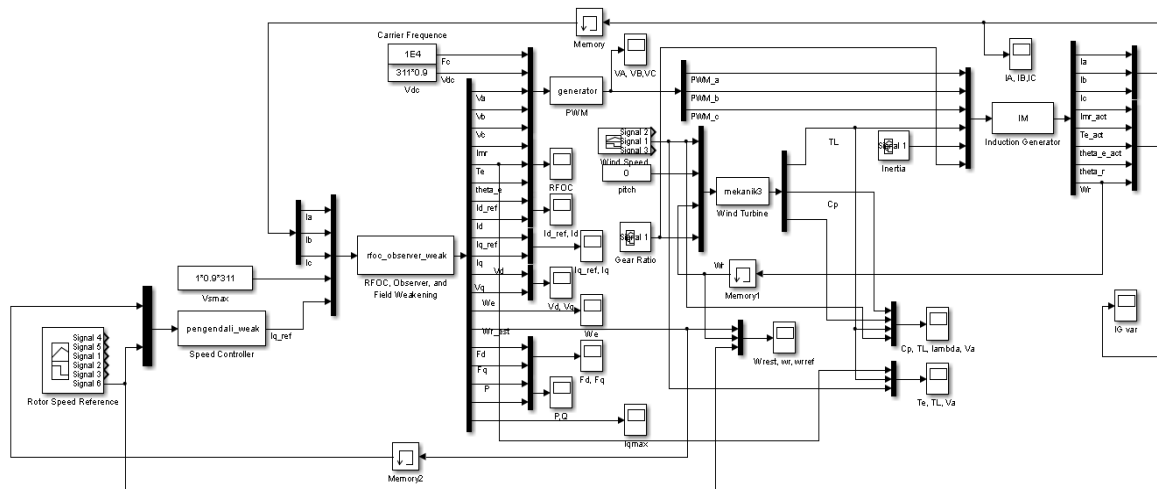 Memory
Carrier Frequence
1E4
Fc
311*0.9
Vdc
Vdc
VA, VB,VC
generator
PWM
PWM_a
PWM_b
PWM_c
IA, IB,IC
IM
Induction Generator
Ia
Ib
Ic
Imr_act
Te_act
theta_e_act
theta_r
Wr
Va
Vb
Vc
Imr
Te
theta_e
Id_ref
Id
Iq_ref
Iq
Vd
Vq
We
Wr_est
Fd
Fq
P
Signal 2
Signal 1
Signal 3
Wind Speed
0
pitch
TL
Signal 1
Inertia
RFOC
mekanik3
Wind Turbine
Cp
Id_ref, Id
Signal 1
Gear Ratio
Iq_ref, Iq
Wr
Memory1
Ia
Ib
Ic
rfoc_observer_weak
RFOC, Observer, and
Field Weakening
1*0.9*311
Vsmax
pengendali_weak
Speed Controller
Iq_ref
Signal 4
Signal 5
Signal 1
Signal 2
Signal 3
Signal 6
Rotor Speed Reference
Vd, Vq
We
IG var
Cp, TL, lambda, Va
Wrest, wr, wrref
Fd, Fq
Te, TL, Va
P,Q
Iqmax
Memory2